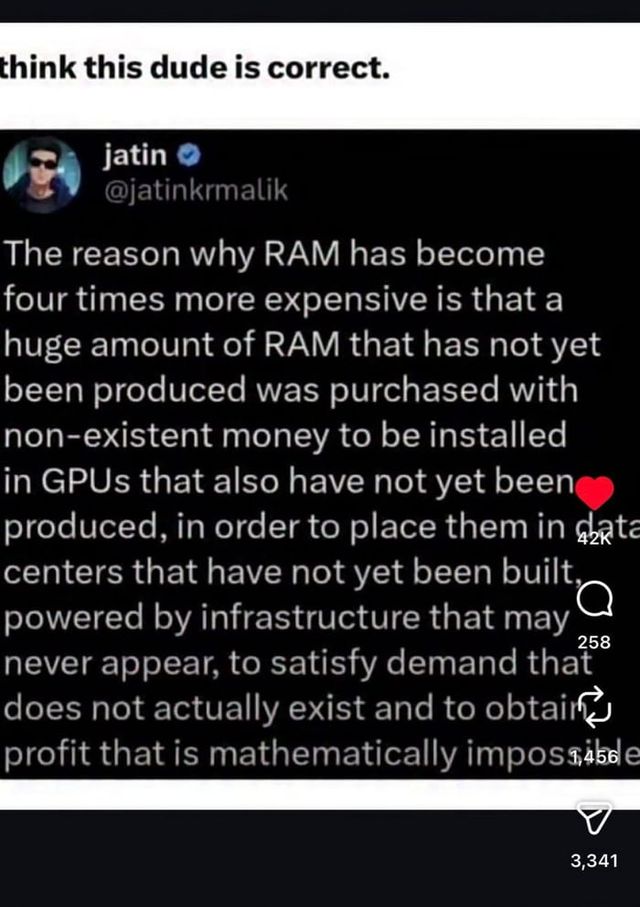 think this dude is correct.
jatin
@jatinkrmalik
The reason why RAM has become
four times more expensive is that a
huge amount of RAM that has not yet
been produced was purchased with
non-existent money to be installed
in GPUs that also have not yet been
produced, in order to place them in data
42K
centers that have not yet been built,
powered by infrastructure that may
258
never appear, to satisfy demand that
does not actually exist and to obtain
profit that is mathematically impossible
1,456
3,341